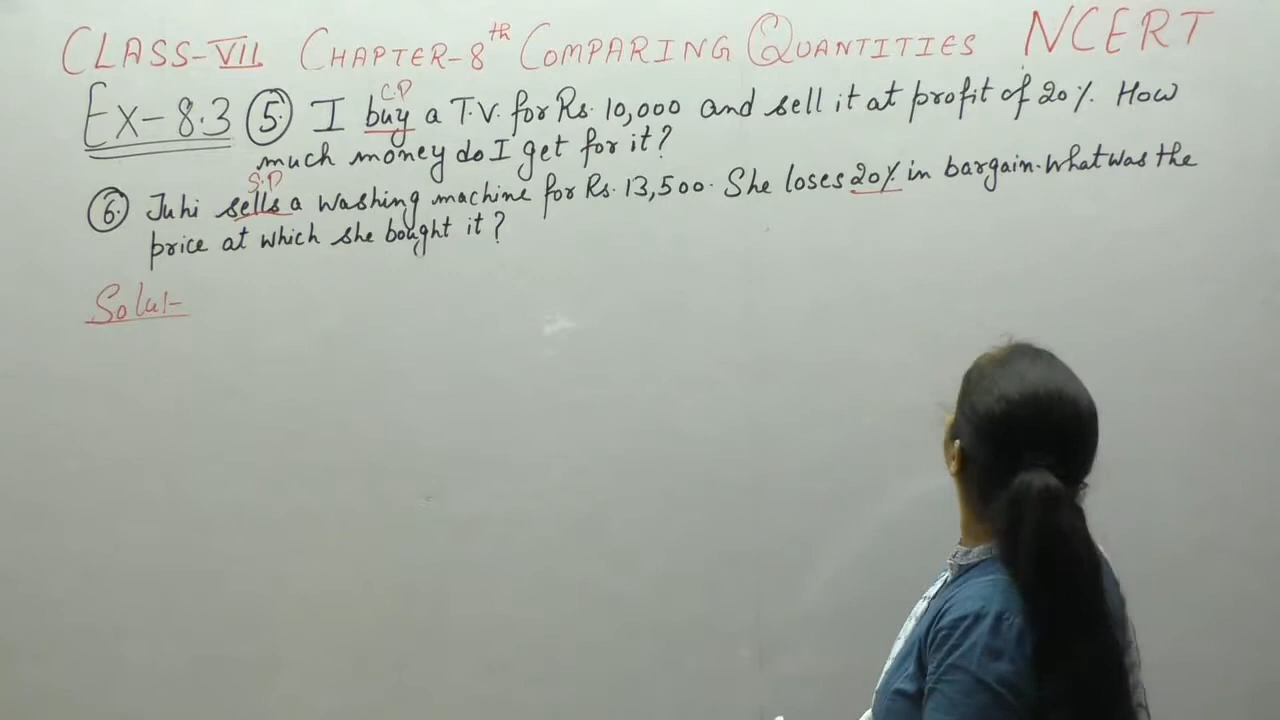 CLASS-VII CHAPTER-8th COMPARING QUANTITIES NCERT
CP
Ex-8.3 (5.) I buy a T.V. for Rs. 10,000 and sell it at profit of 20%. How
much money do I get for it?
S.P
(6.) Juhi sells a washing machine for Rs. 13,500. She loses 20% in bargain. What was the
price at which she bought it?
Solu:-